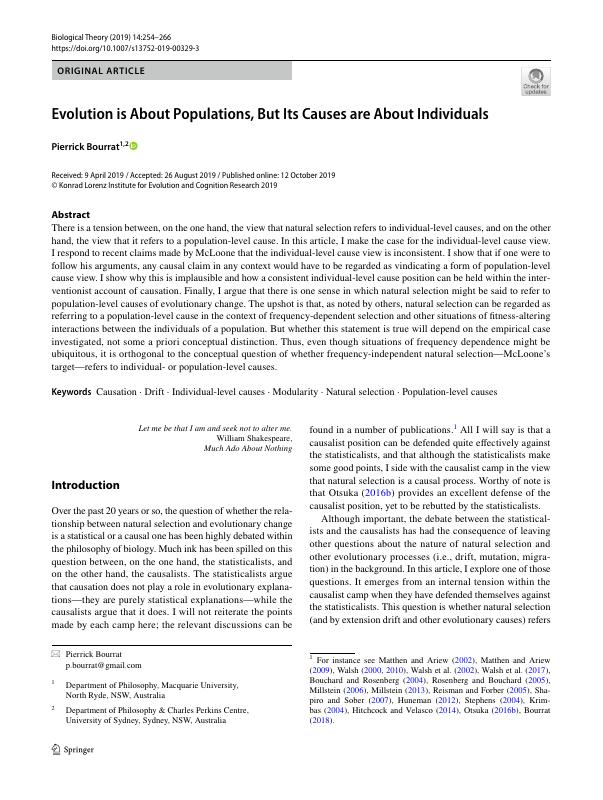 Biological Theory (2019) 14:254–266
https://doi.org/10.1007/s13752-019-00329-3
ORIGINAL ARTICLE
Check for
updates
Evolution is About Populations, But Its Causes are About Individuals
Pierrick Bourrat1,2
Received: 9 April 2019 / Accepted: 26 August 2019 / Published online: 12 October 2019
© Konrad Lorenz Institute for Evolution and Cognition Research 2019
Abstract
There is a tension between, on the one hand, the view that natural selection refers to individual-level causes, and on the other
hand, the view that it refers to a population-level cause. In this article, I make the case for the individual-level cause view.
I respond to recent claims made by McLoone that the individual-level cause view is inconsistent. I show that if one were to
follow his arguments, any causal claim in any context would have to be regarded as vindicating a form of population-level
cause view. I show why this is implausible and how a consistent individual-level cause position can be held within the inter-
ventionist account of causation. Finally, I argue that there is one sense in which natural selection might be said to refer to
population-level causes of evolutionary change. The upshot is that, as noted by others, natural selection can be regarded as
referring to a population-level cause in the context of frequency-dependent selection and other situations of fitness-altering
interactions between the individuals of a population. But whether this statement is true will depend on the empirical case
investigated, not some a priori conceptual distinction. Thus, even though situations of frequency dependence might be
ubiquitous, it is orthogonal to the conceptual question of whether frequency-independent natural selection—McLoone's
target—refers to individual- or population-level causes.
Keywords Causation · Drift · Individual-level causes · Modularity · Natural selection · Population-level causes
Let me be that I am and seek not to alter me.
William Shakespeare,
Much Ado About Nothing
Introduction
Over the past 20 years or so, the question of whether the rela-
tionship between natural selection and evolutionary change
is a statistical or a causal one has been highly debated within
the philosophy of biology. Much ink has been spilled on this
question between, on the one hand, the statisticalists, and
on the other hand, the causalists. The statisticalists argue
that causation does not play a role in evolutionary explana-
tions—they are purely statistical explanations—while the
causalists argue that it does. I will not reiterate the points
made by each camp here; the relevant discussions can be
found in a number of publications.1 All I will say is that a
causalist position can be defended quite effectively against
the statisticalists, and that although the statisticalists make
some good points, I side with the causalist camp in the view
that natural selection is a causal process. Worthy of note is
that Otsuka (2016b) provides an excellent defense of the
causalist position, yet to be rebutted by the statisticalists.
Although important, the debate between the statistical-
ists and the causalists has had the consequence of leaving
other questions about the nature of natural selection and
other evolutionary processes (i.e., drift, mutation, migra-
tion) in the background. In this article, I explore one of those
questions. It emerges from an internal tension within the
causalist camp when they have defended themselves against
the statisticalists. This question is whether natural selection
(and by extension drift and other evolutionary causes) refers
Pierrick Bourrat
p.bourrat@gmail.com
1 Department of Philosophy, Macquarie University,
North Ryde, NSW, Australia
2 Department of Philosophy & Charles Perkins Centre,
University of Sydney, Sydney, NSW, Australia
1 For instance see Matthen and Ariew (2002), Matthen and Ariew
(2009), Walsh (2000, 2010), Walsh et al. (2002), Walsh et al. (2017),
Bouchard and Rosenberg (2004), Rosenberg and Bouchard (2005),
Millstein (2006), Millstein (2013), Reisman and Forber (2005), Sha-
piro and Sober (2007), Huneman (2012), Stephens (2004), Krim-
bas (2004), Hitchcock and Velasco (2014), Otsuka (2016b), Bourrat
(2018).
Springer